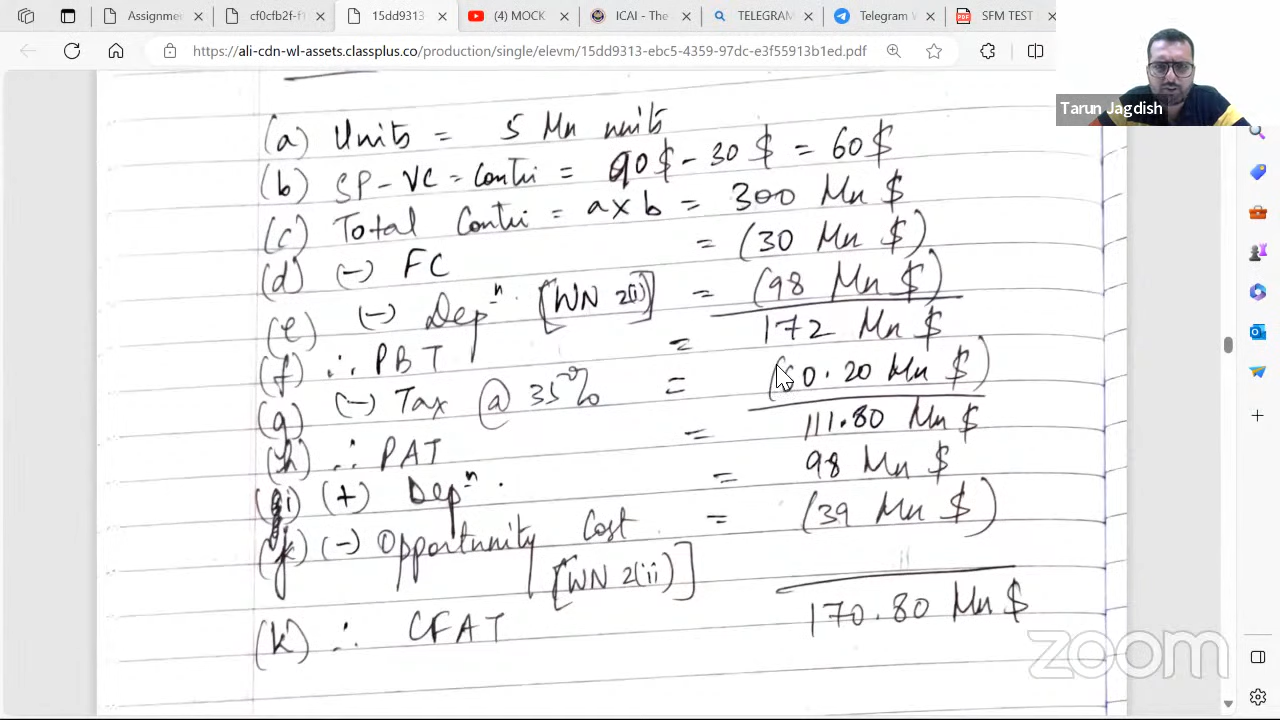 Assignment
cf0cfb2f-f
15dd9313
(4) MOCK
ICAI - The
TELEGRAM
Telegram
SFM TEST
https://ali-cdn-wl-assets.classplus.co/production/single/elevm/15dd9313-ebc5-4359-97dc-e3f55913b1ed.pdf
Tarun Jagdish
(a) Units = 5 Mn units
(b) SP - VC = Contri = 90$ - 30$ = 60$
(c) Total Contri = a x b = 300 Mn $
(d) (-) FC = (30 Mn $)
(e) (-) Depⁿ. [WN 2(i)] = (98 Mn $)
(f) ∴ PBT = 172 Mn $
(g) (-) Tax @ 35% = (60.20 Mn $)
(h) ∴ PAT = 111.80 Mn $
(i) (+) Depⁿ. = 98 Mn $
(j) (-) Opportunity Cost = (39 Mn $)
[WN 2(ii)]
(k) ∴ CFAT 170.80 Mn $
zoom